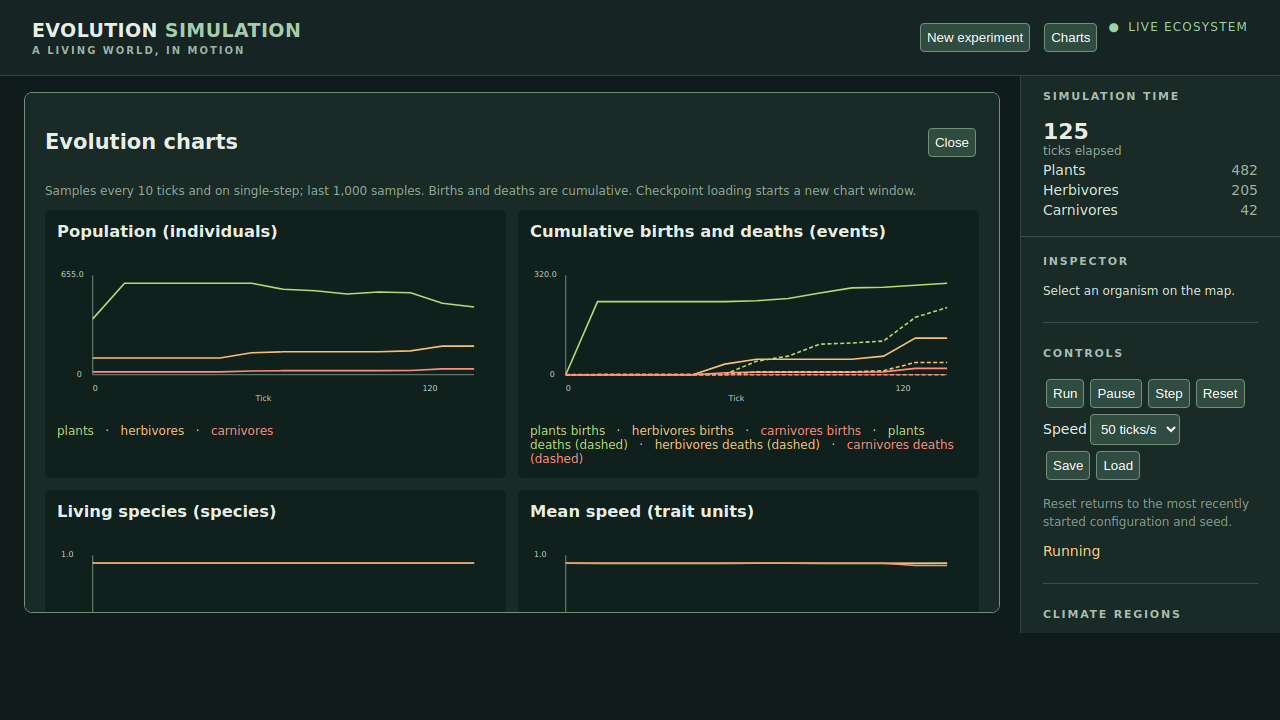 EVOLUTION SIMULATION
A LIVING WORLD, IN MOTION
New experiment
Charts
LIVE ECOSYSTEM
Evolution charts
Close
Samples every 10 ticks and on single-step; last 1,000 samples. Births and deaths are cumulative. Checkpoint loading starts a new chart window.
Population (individuals)
655.0
0
0
120
Tick
plants · herbivores · carnivores
Cumulative births and deaths (events)
320.0
0
0
120
Tick
plants births · herbivores births · carnivores births · plants
deaths (dashed) · herbivores deaths (dashed) · carnivores deaths
(dashed)
Living species (species)
1.0
Mean speed (trait units)
1.0
SIMULATION TIME
125
ticks elapsed
Plants 482
Herbivores 205
Carnivores 42
INSPECTOR
Select an organism on the map.
CONTROLS
Run Pause Step Reset
Speed 50 ticks/s
Save Load
Reset returns to the most recently
started configuration and seed.
Running
CLIMATE REGIONS